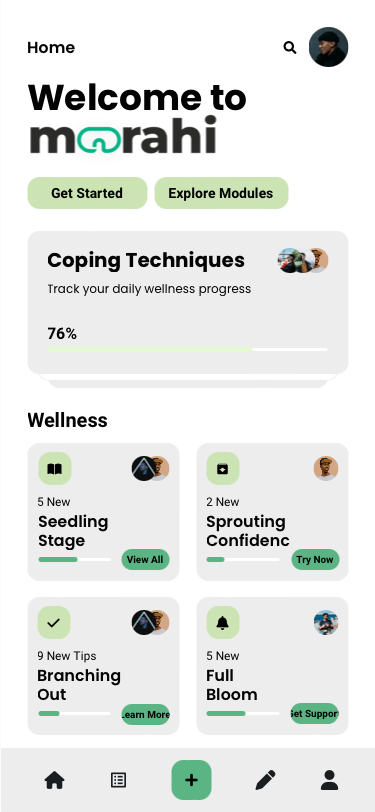 Home
Welcome to
moorahi
Get Started
Explore Modules
Coping Techniques
Track your daily wellness progress
76%
Wellness
5 New
Seedling
Stage
View All
2 New
Sprouting
Confidenc
Try Now
9 New Tips
Branching
Out
Learn More
5 New
Full
Bloom
Get Suppor